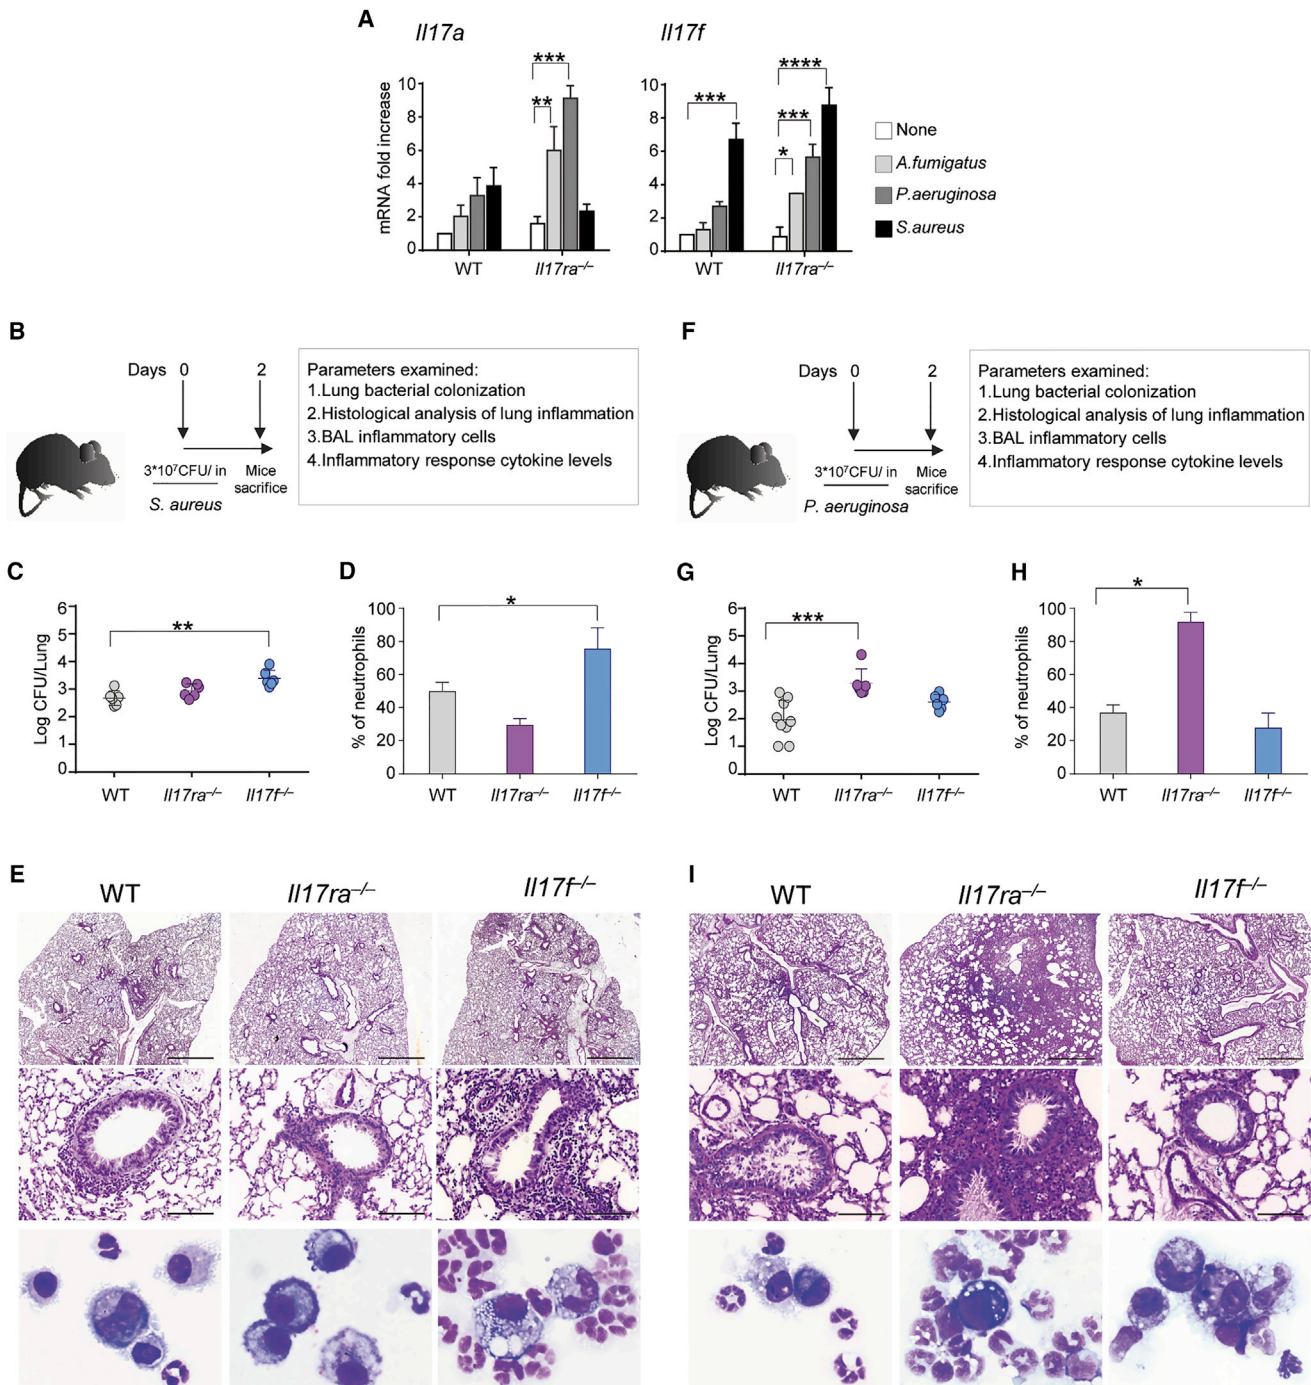 A
Il17a
Il17f
mRNA fold increase
10
8
6
4
2
0
**
***
WT
Il17ra–/–
10
8
6
4
2
0
***
*
***
****
WT
Il17ra–/–
None
A.fumigatus
P.aeruginosa
S.aureus
B
Days 0 2
3*10⁷CFU/ in
S. aureus
Mice
sacrifice
Parameters examined:
1.Lung bacterial colonization
2.Histological analysis of lung inflammation
3.BAL inflammatory cells
4.Inflammatory response cytokine levels
F
Days 0 2
3*10⁷CFU/ in
P. aeruginosa
Mice
sacrifice
Parameters examined:
1.Lung bacterial colonization
2.Histological analysis of lung inflammation
3.BAL inflammatory cells
4.Inflammatory response cytokine levels
C
Log CFU/Lung
6
5
4
3
2
1
0
**
WT Il17ra–/– Il17f–/–
D
% of neutrophils
100
80
60
40
20
0
*
WT Il17ra–/– Il17f–/–
G
Log CFU/Lung
6
5
4
3
2
1
0
***
WT Il17ra–/– Il17f–/–
H
% of neutrophils
100
80
60
40
20
0
*
WT Il17ra–/– Il17f–/–
E
WT Il17ra–/– Il17f–/–
I
WT Il17ra–/– Il17f–/–